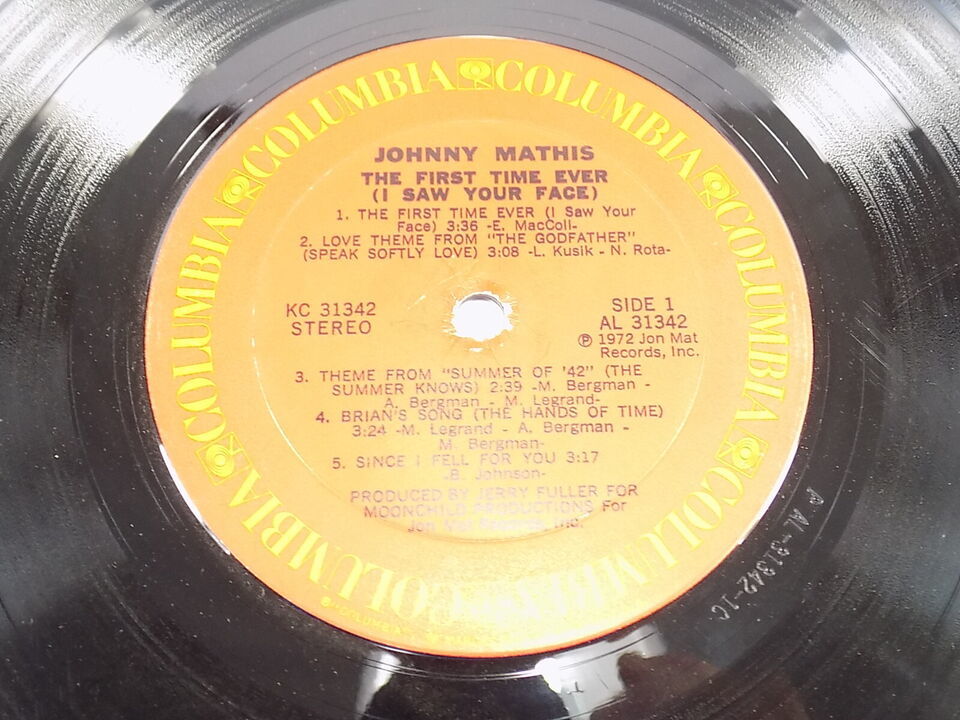 COLUMBIA COLUMBIA COLUMBIA COLUMBIA COLUMBIA COLUMBIA
JOHNNY MATHIS
THE FIRST TIME EVER
(I SAW YOUR FACE)
1. THE FIRST TIME EVER (I Saw Your
Face) 3:36 -E. MacColl-
2. LOVE THEME FROM "THE GODFATHER"
(SPEAK SOFTLY LOVE) 3:08 -L. Kusik - N. Rota-
KC 31342
STEREO
SIDE 1
AL 31342
℗ 1972 Jon Mat
Records, Inc.
3. THEME FROM "SUMMER OF '42" (THE
SUMMER KNOWS) 2:39 -M. Bergman -
A. Bergman - M. Legrand-
4. BRIAN'S SONG (THE HANDS OF TIME)
3:24 -M. Legrand - A. Bergman -
M. Bergman-
5. SINCE I FELL FOR YOU 3:17
-B. Johnson-
PRODUCED BY JERRY FULLER FOR
MOONCHILD PRODUCTIONS For
Jon Mat Records, Inc.
P AL-31342-1C